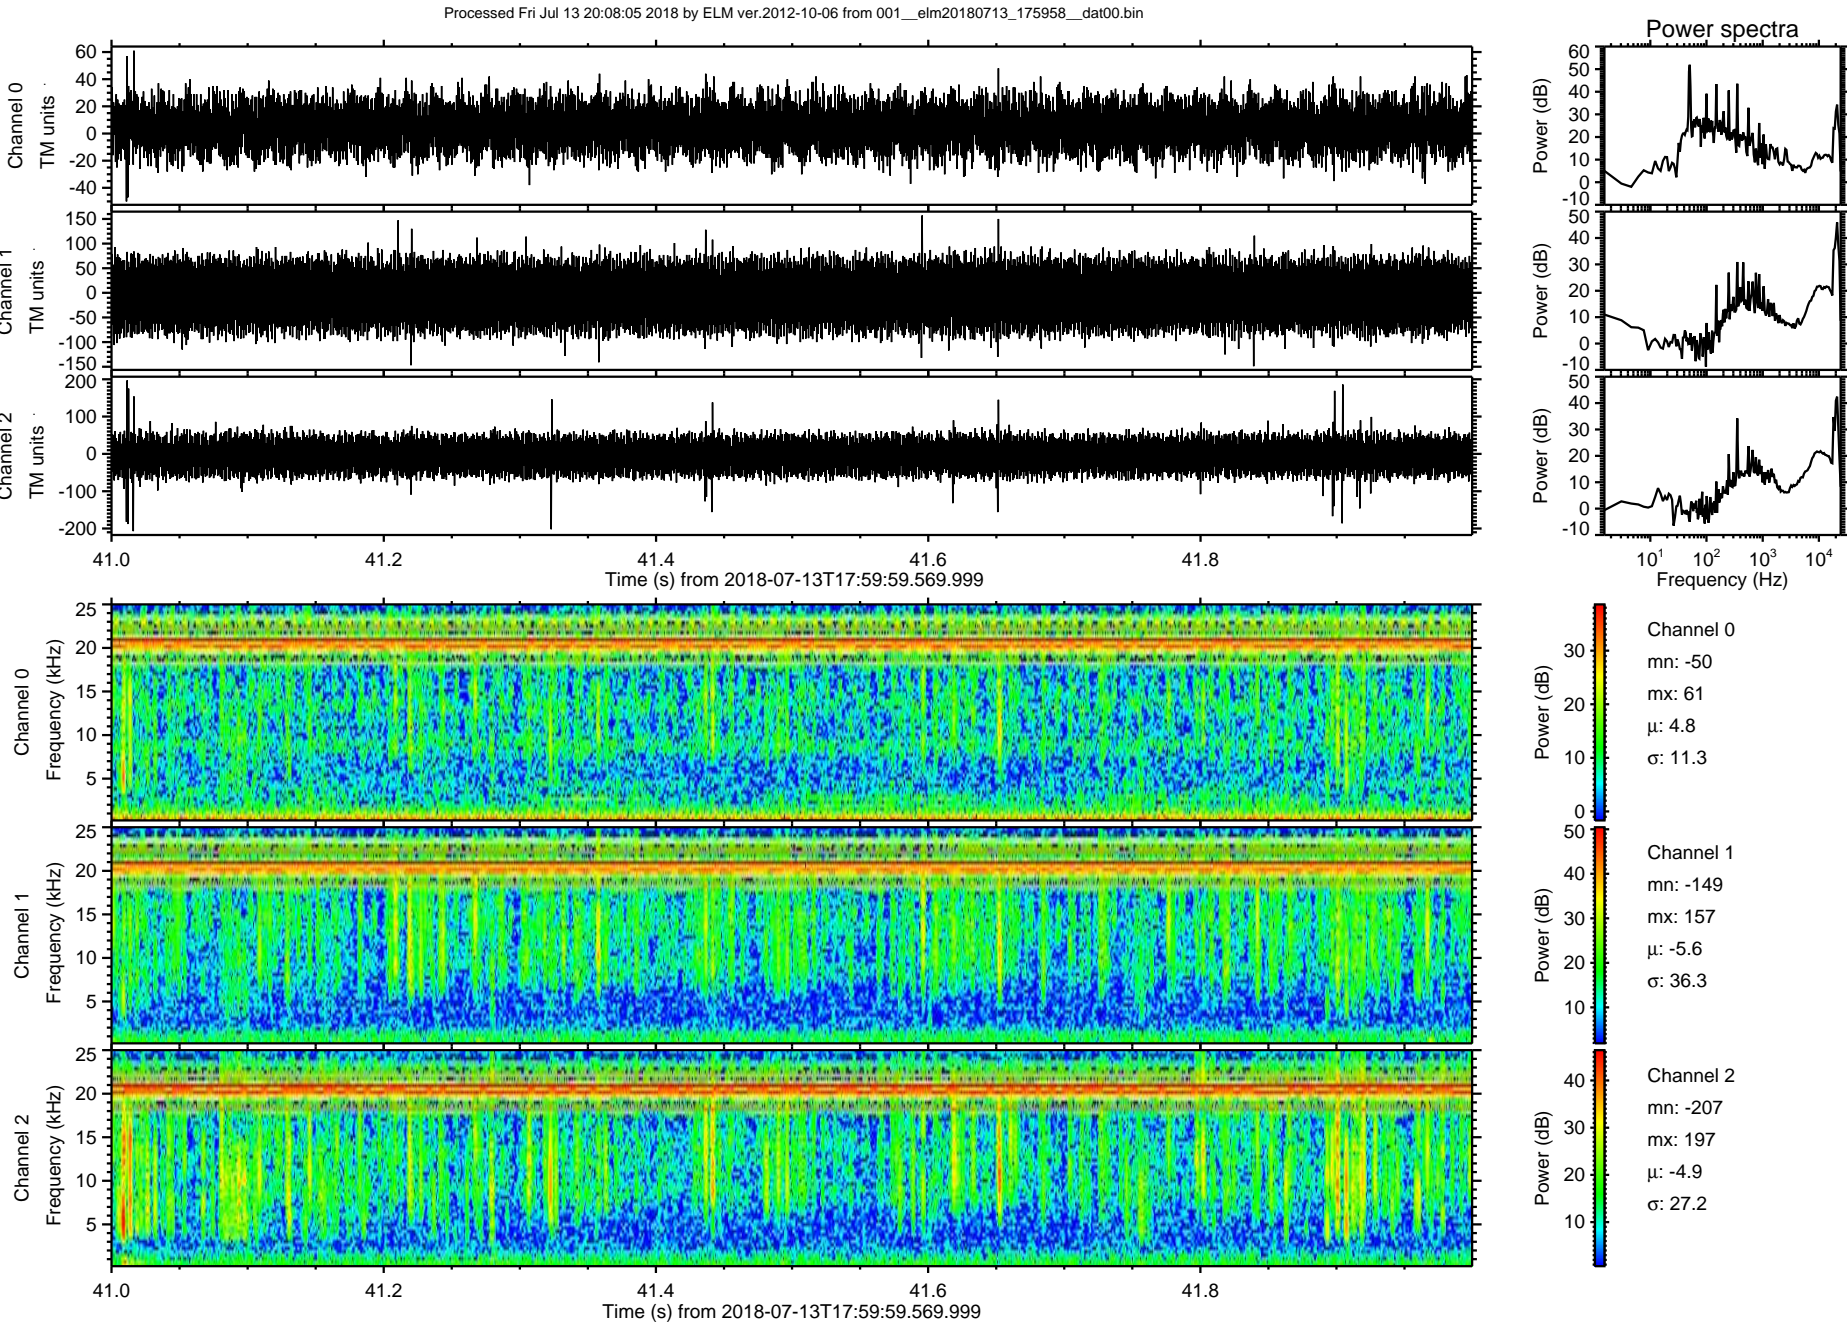 Processed Fri Jul 13 20:08:05 2018 by ELM ver.2012-10-06 from 001__elm20180713_175958__dat00.bin
Power spectra
Channel 0
TM units
60
40
20
0
-20
-40
Power (dB)
60
50
40
30
20
10
0
-10
Channel 1
TM units
150
100
50
0
-50
-100
-150
Power (dB)
50
40
30
20
10
0
-10
Channel 2
TM units
200
100
0
-100
-200
Power (dB)
50
40
30
20
10
0
-10
41.0 41.2 41.4 41.6 41.8
Time (s) from 2018-07-13T17:59:59.569.999
10^1 10^2 10^3 10^4
Frequency (Hz)
Channel 0
Frequency (kHz)
25
20
15
10
5
Power (dB)
30
20
10
0
Channel 0
mn: -50
mx: 61
μ: 4.8
σ: 11.3
Channel 1
Frequency (kHz)
25
20
15
10
5
Power (dB)
50
40
30
20
10
Channel 1
mn: -149
mx: 157
μ: -5.6
σ: 36.3
Channel 2
Frequency (kHz)
25
20
15
10
5
Power (dB)
40
30
20
10
Channel 2
mn: -207
mx: 197
μ: -4.9
σ: 27.2
41.0 41.2 41.4 41.6 41.8
Time (s) from 2018-07-13T17:59:59.569.999